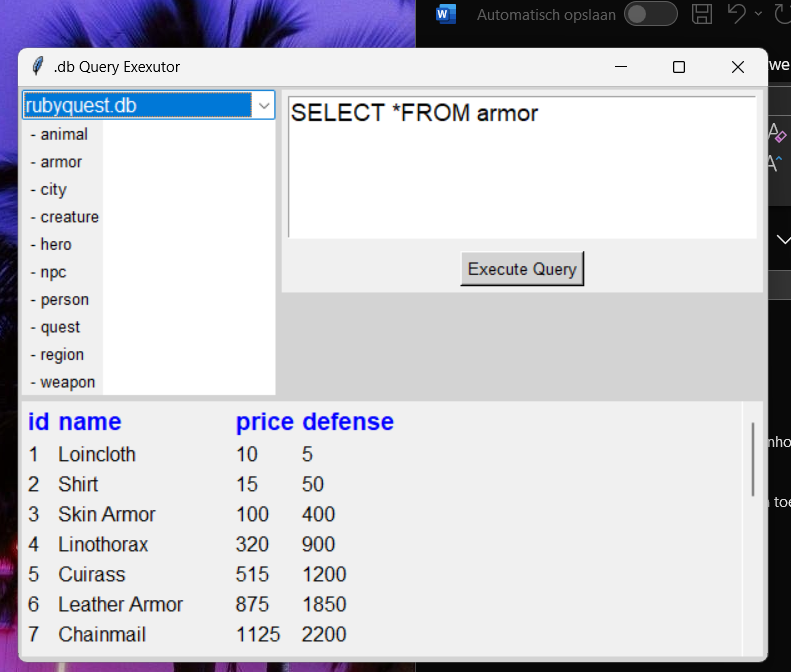 W Automatisch opslaan
.db Query Exexutor
we
rubyquest.db
- animal
- armor
- city
- creature
- hero
- npc
- person
- quest
- region
- weapon
SELECT *FROM armor
Execute Query
id name price defense
1 Loincloth 10 5
2 Shirt 15 50
3 Skin Armor 100 400
4 Linothorax 320 900
5 Cuirass 515 1200
6 Leather Armor 875 1850
7 Chainmail 1125 2200
nho
toe